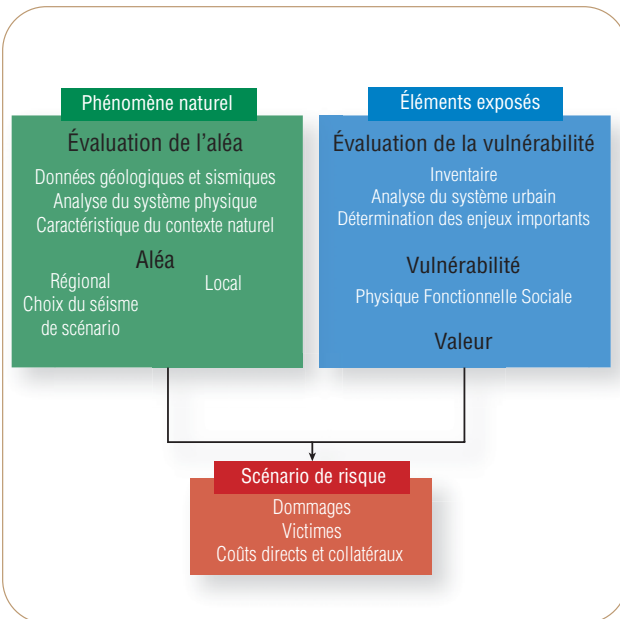 Phénomène naturel
Évaluation de l'aléa
Données géologiques et sismiques
Analyse du système physique
Caractéristique du contexte naturel
Aléa
Régional
Choix du séisme
de scénario
Local
Éléments exposés
Évaluation de la vulnérabilité
Inventaire
Analyse du système urbain
Détermination des enjeux importants
Vulnérabilité
Physique Fonctionnelle Sociale
Valeur
Scénario de risque
Dommages
Victimes
Coûts directs et collatéraux